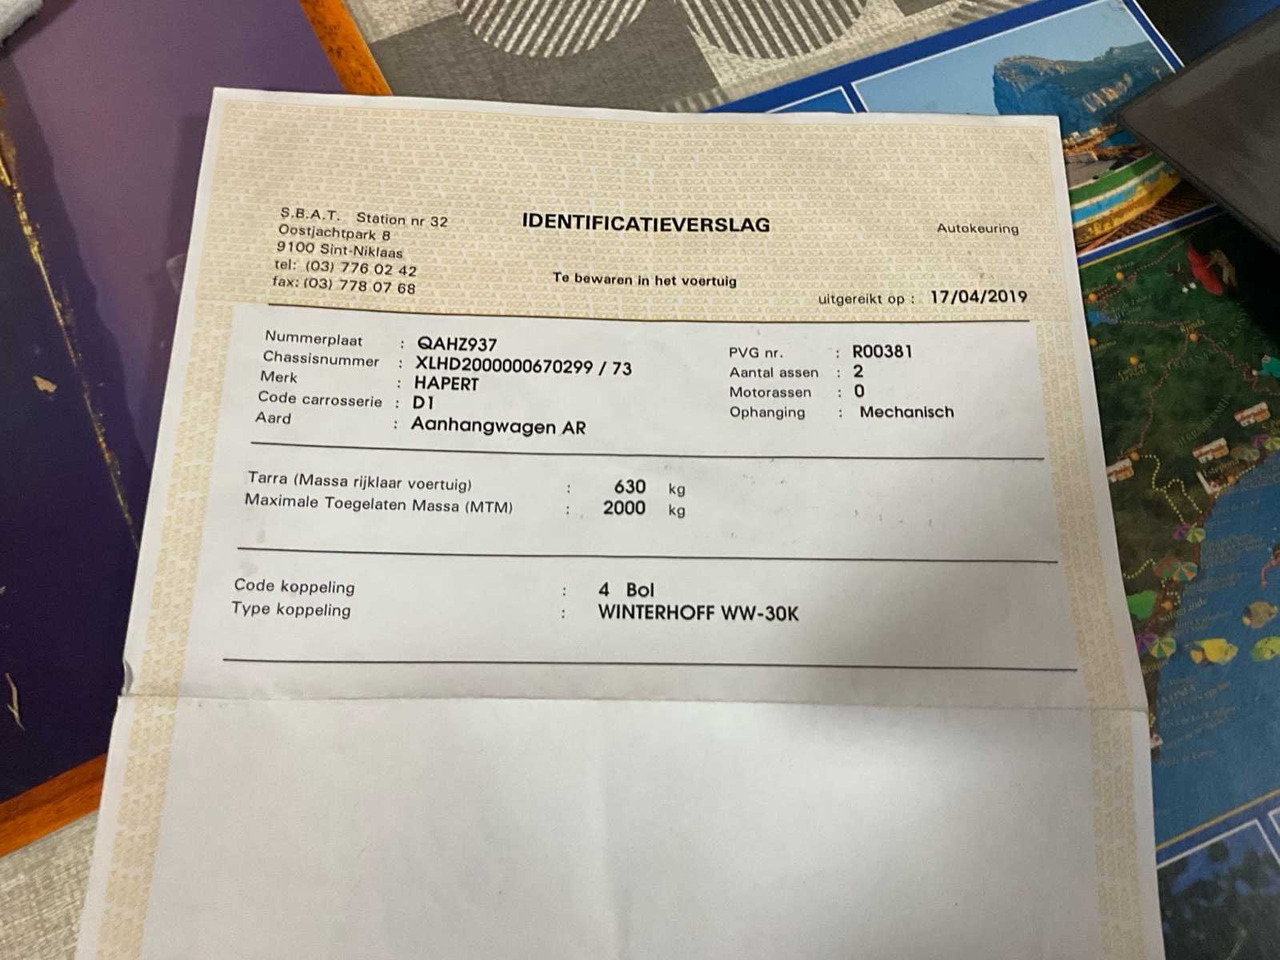 S.B.A.T. Station nr 32
Oostjachtpark 8
9100 Sint-Niklaas
tel: (03) 776 02 42
fax: (03) 778 07 68
IDENTIFICATIEVERSLAG
Te bewaren in het voertuig
Autokeuring
uitgereikt op : 17/04/2019
Nummerplaat : QAHZ937
Chassisnummer : XLHD2000000670299 / 73
Merk : HAPERT
Code carrosserie : D1
Aard : Aanhangwagen AR
PVG nr. : R00381
Aantal assen : 2
Motorassen : 0
Ophanging : Mechanisch
Tarra (Massa rijklaar voertuig) : 630 kg
Maximale Toegelaten Massa (MTM) : 2000 kg
Code koppeling : 4 Bol
Type koppeling : WINTERHOFF WW-30K